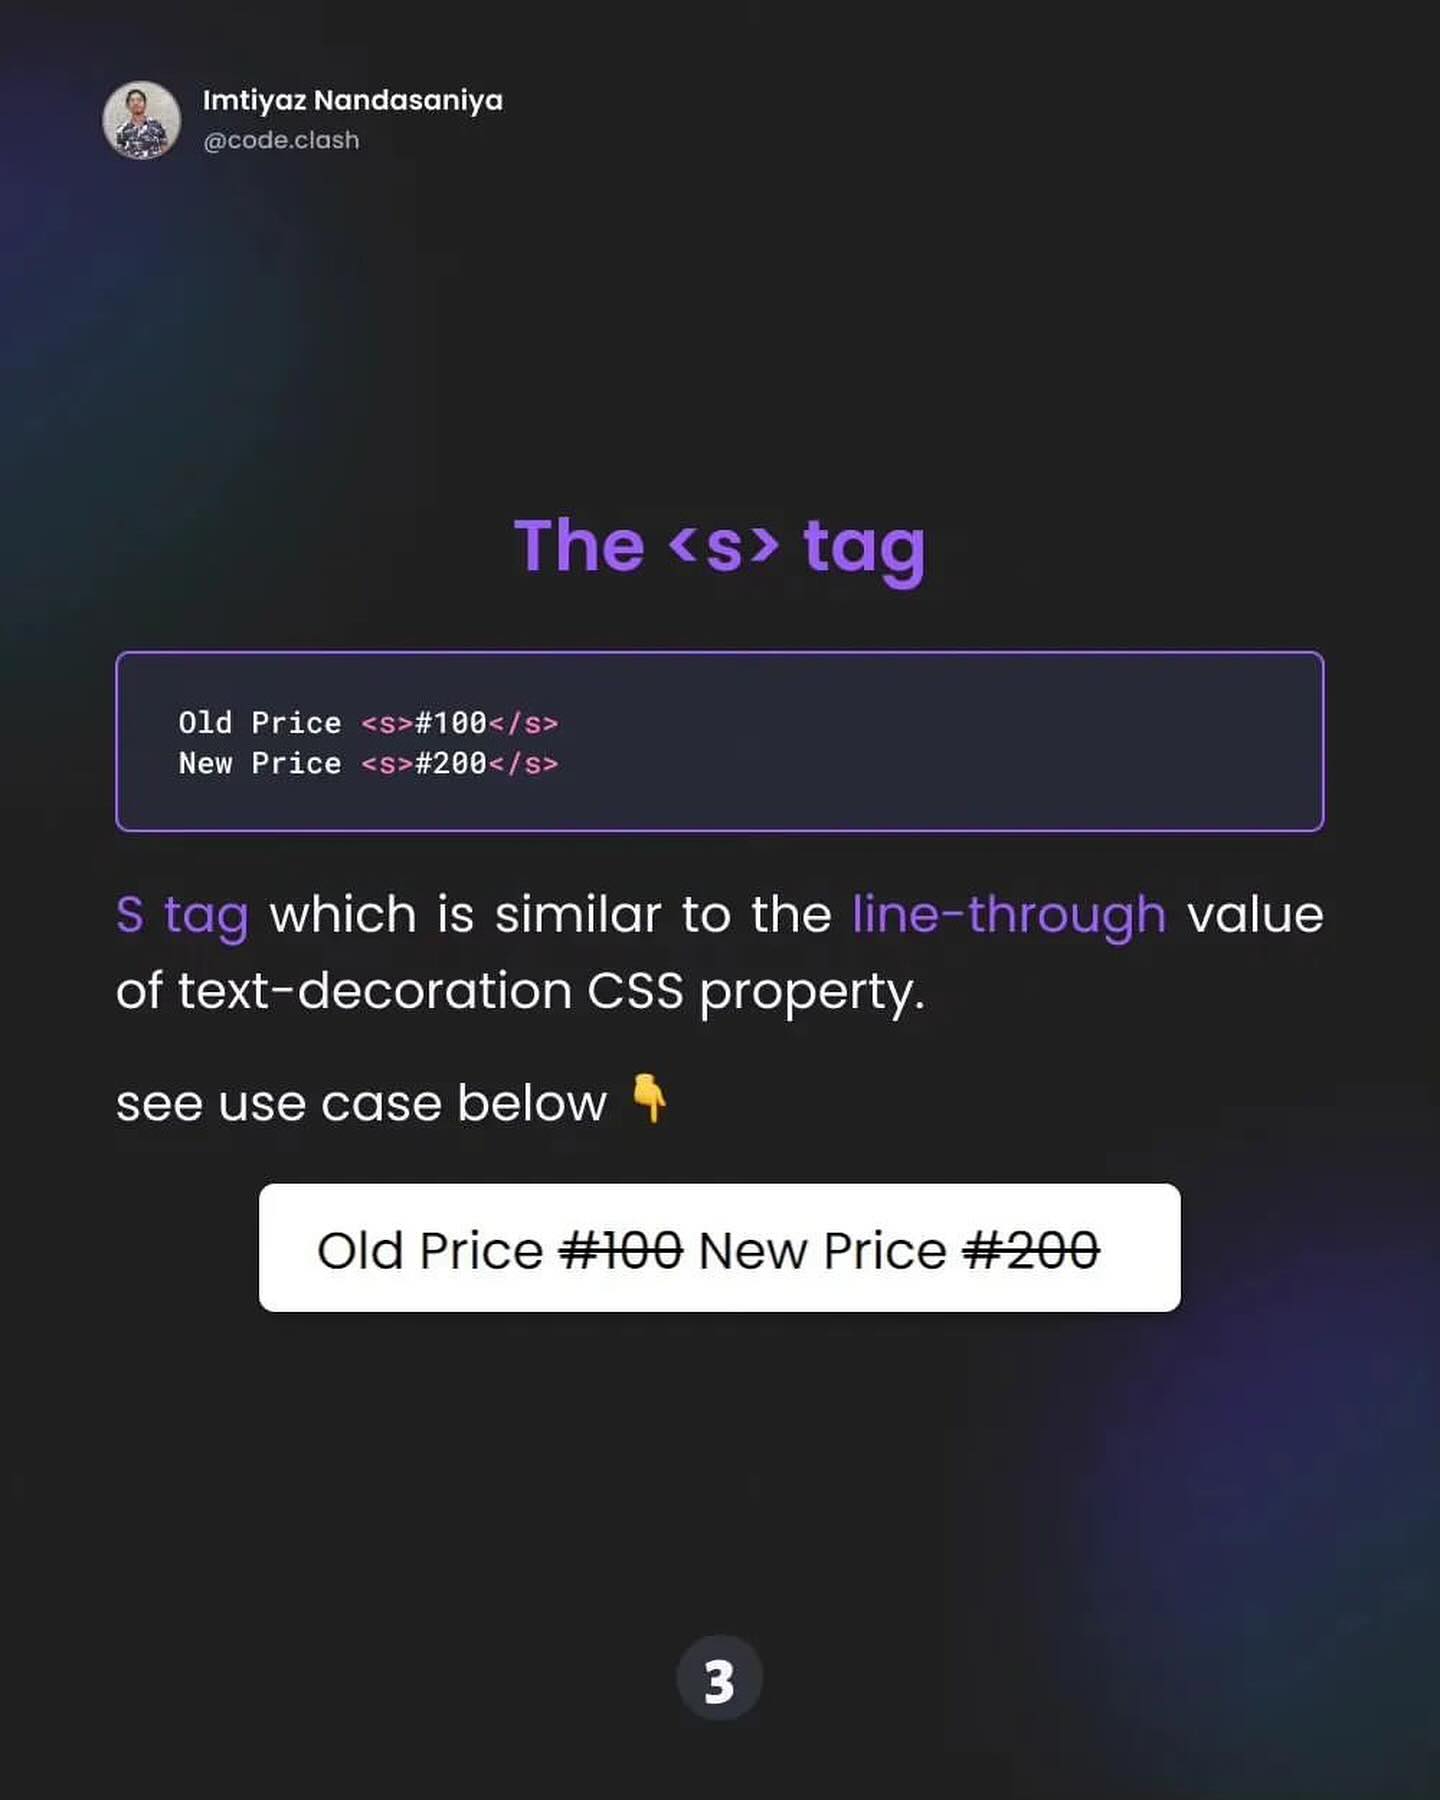 Imtiyaz Nandasaniya
@code.clash
The <s> tag
Old Price <s>#100</s>
New Price <s>#200</s>
S tag which is similar to the line-through value
of text-decoration CSS property.
see use case below 👇
Old Price #100 New Price #200
3